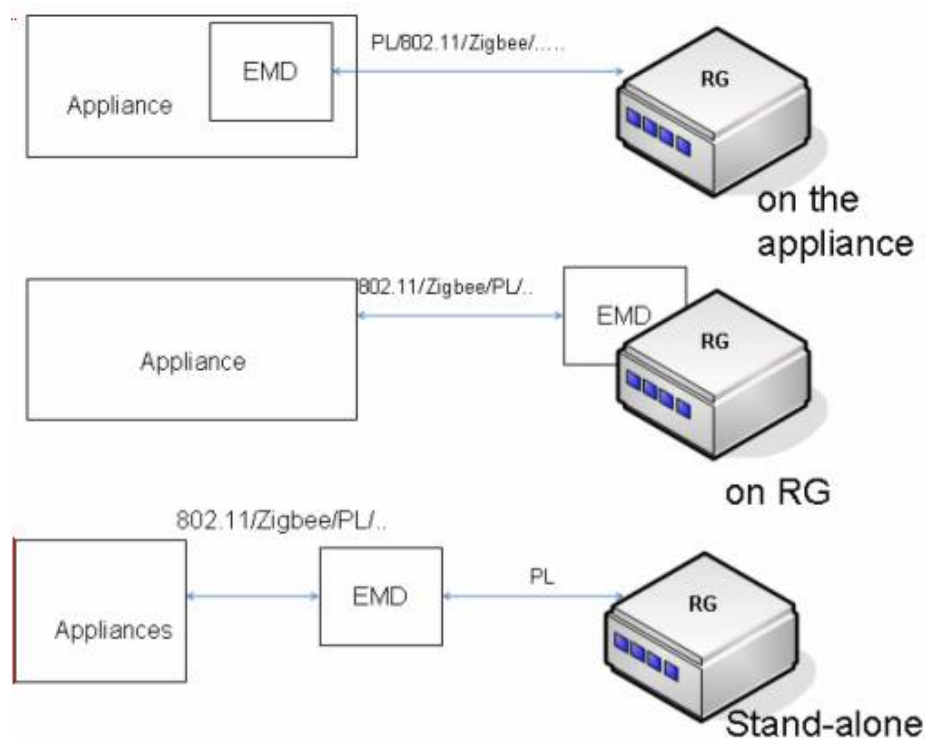 PL/802.11/Zigbee/.....
EMD
RG
Appliance
on the
appliance
802.11/Zigbee/PL/..
EMD
RG
Appliance
on RG
802.11/Zigbee/PL/..
EMD
PL
RG
Appliances
Stand-alone